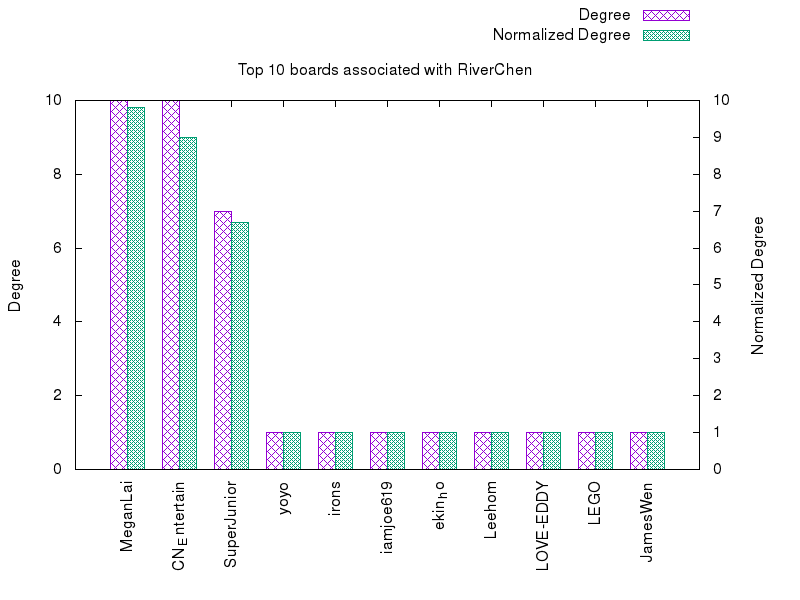 Degree
Normalized Degree
Top 10 boards associated with RiverChen
10
8
6
4
2
0
10
9
8
7
6
5
4
3
2
1
0
Degree
Normalized Degree
MeganLai
CNEntertain
SuperJunior
yoyo
irons
iamjoe619
ekinho
Leehom
LOVE-EDDY
LEGO
JamesWen